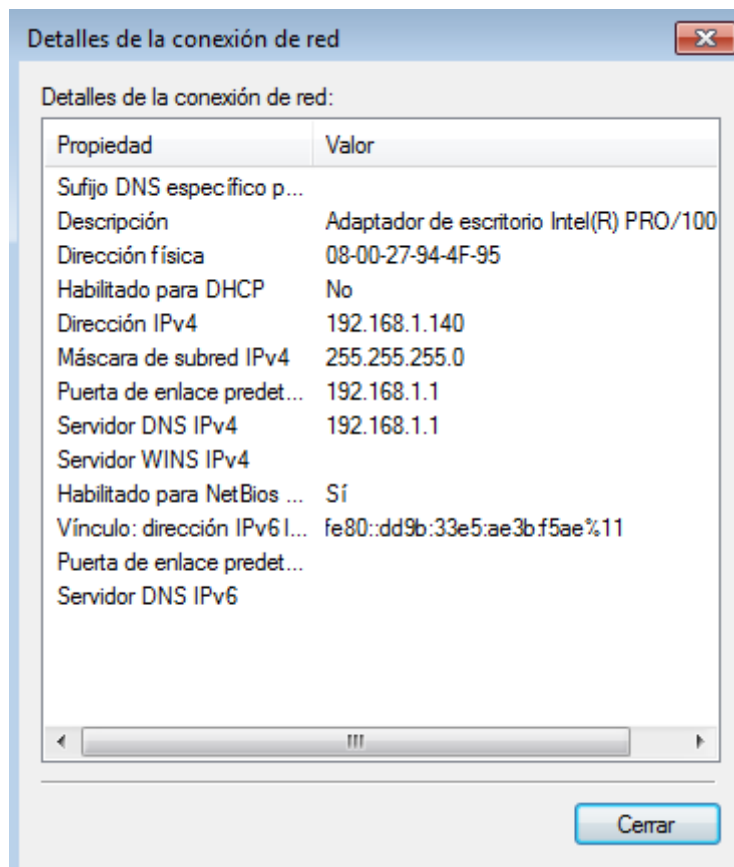 Detalles de la conexión de red
Detalles de la conexión de red:
Propiedad Valor
Sufijo DNS específico p...
Descripción Adaptador de escritorio Intel(R) PRO/100
Dirección física 08-00-27-94-4F-95
Habilitado para DHCP No
Dirección IPv4 192.168.1.140
Máscara de subred IPv4 255.255.255.0
Puerta de enlace predet... 192.168.1.1
Servidor DNS IPv4 192.168.1.1
Servidor WINS IPv4
Habilitado para NetBios ... Sí
Vínculo: dirección IPv6 l... fe80::dd9b:33e5:ae3b:f5ae%11
Puerta de enlace predet...
Servidor DNS IPv6
Cerrar